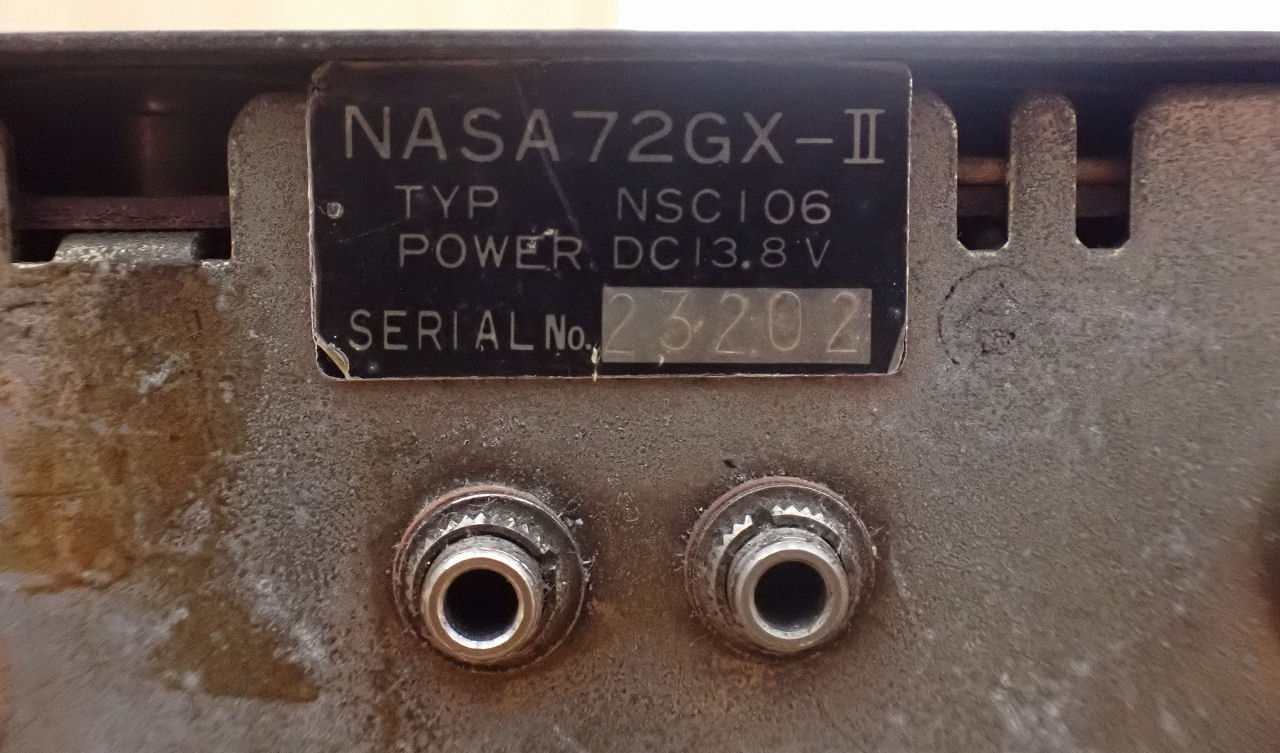 NASA72GX-II
TYP NSC106
POWER DC13.8V
SERIAL No. 23202